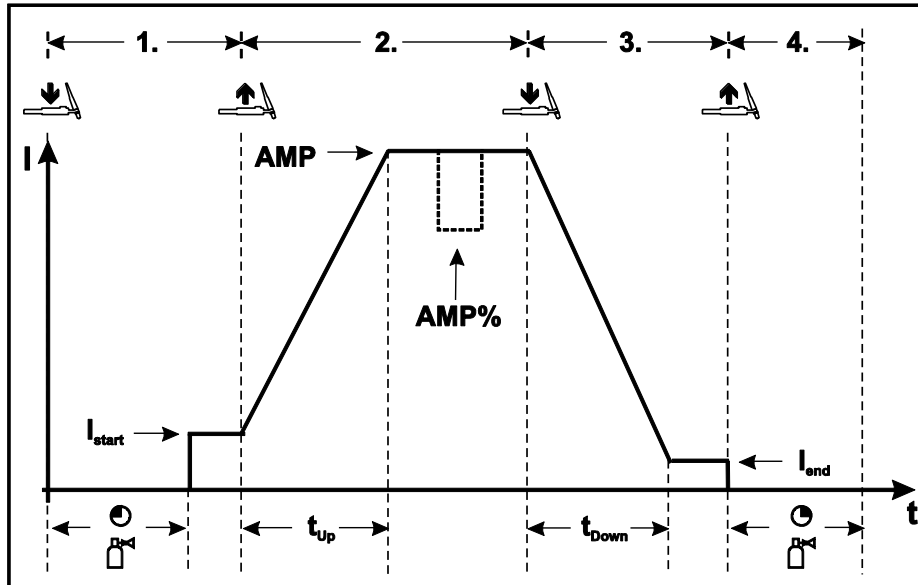 1. 2. 3. 4.
I
AMP
AMP%
Istart
Iend
t
tUp tDown